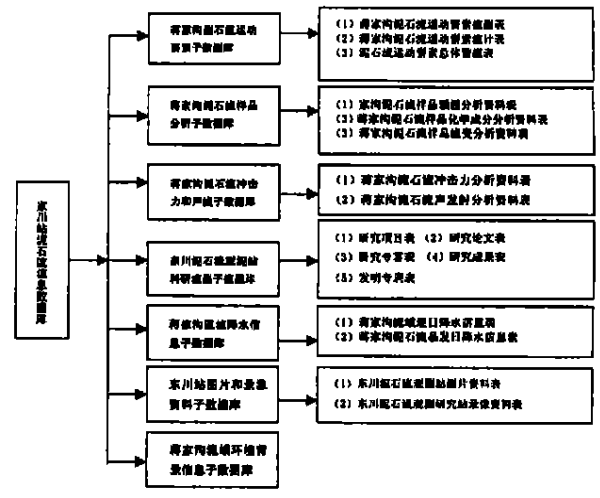 东川站泥石流信息数据库
蒋家沟泥石流运动
要素子数据库
(1) 蒋家沟泥石流运动要素流测表
(2) 蒋家沟泥石流运动要素统计表
(3) 泥石流运动要素总体管理表
蒋家沟泥石流样品
分析子数据库
(1) 家沟泥石流样品颗粒分析资料表
(2) 蒋家沟泥石流样品化学成分分析资料表
(3) 蒋家沟泥石流样品流变分析资料表
蒋家沟泥石流冲击
力和声线子数据库
(1) 蒋家沟泥石流冲击力分析资料表
(2) 蒋家沟泥石流声发射分析资料表
东川泥石流观测站
科研成果子数据库
(1) 研究项目表 (2) 研究论文表
(3) 研究专著表 (4) 研究成果表
(5) 发明专利表
蒋家沟流域降水信
息子数据库
(1) 蒋家沟流域日降水雨量表
(2) 蒋家沟泥石流暴发日降水信息表
东川站图片和录像
资料子数据库
(1) 东川泥石流观测站图片资料表
(2) 东川泥石流观测研究站录像资料表
蒋家沟流域环境背
景信息子数据库